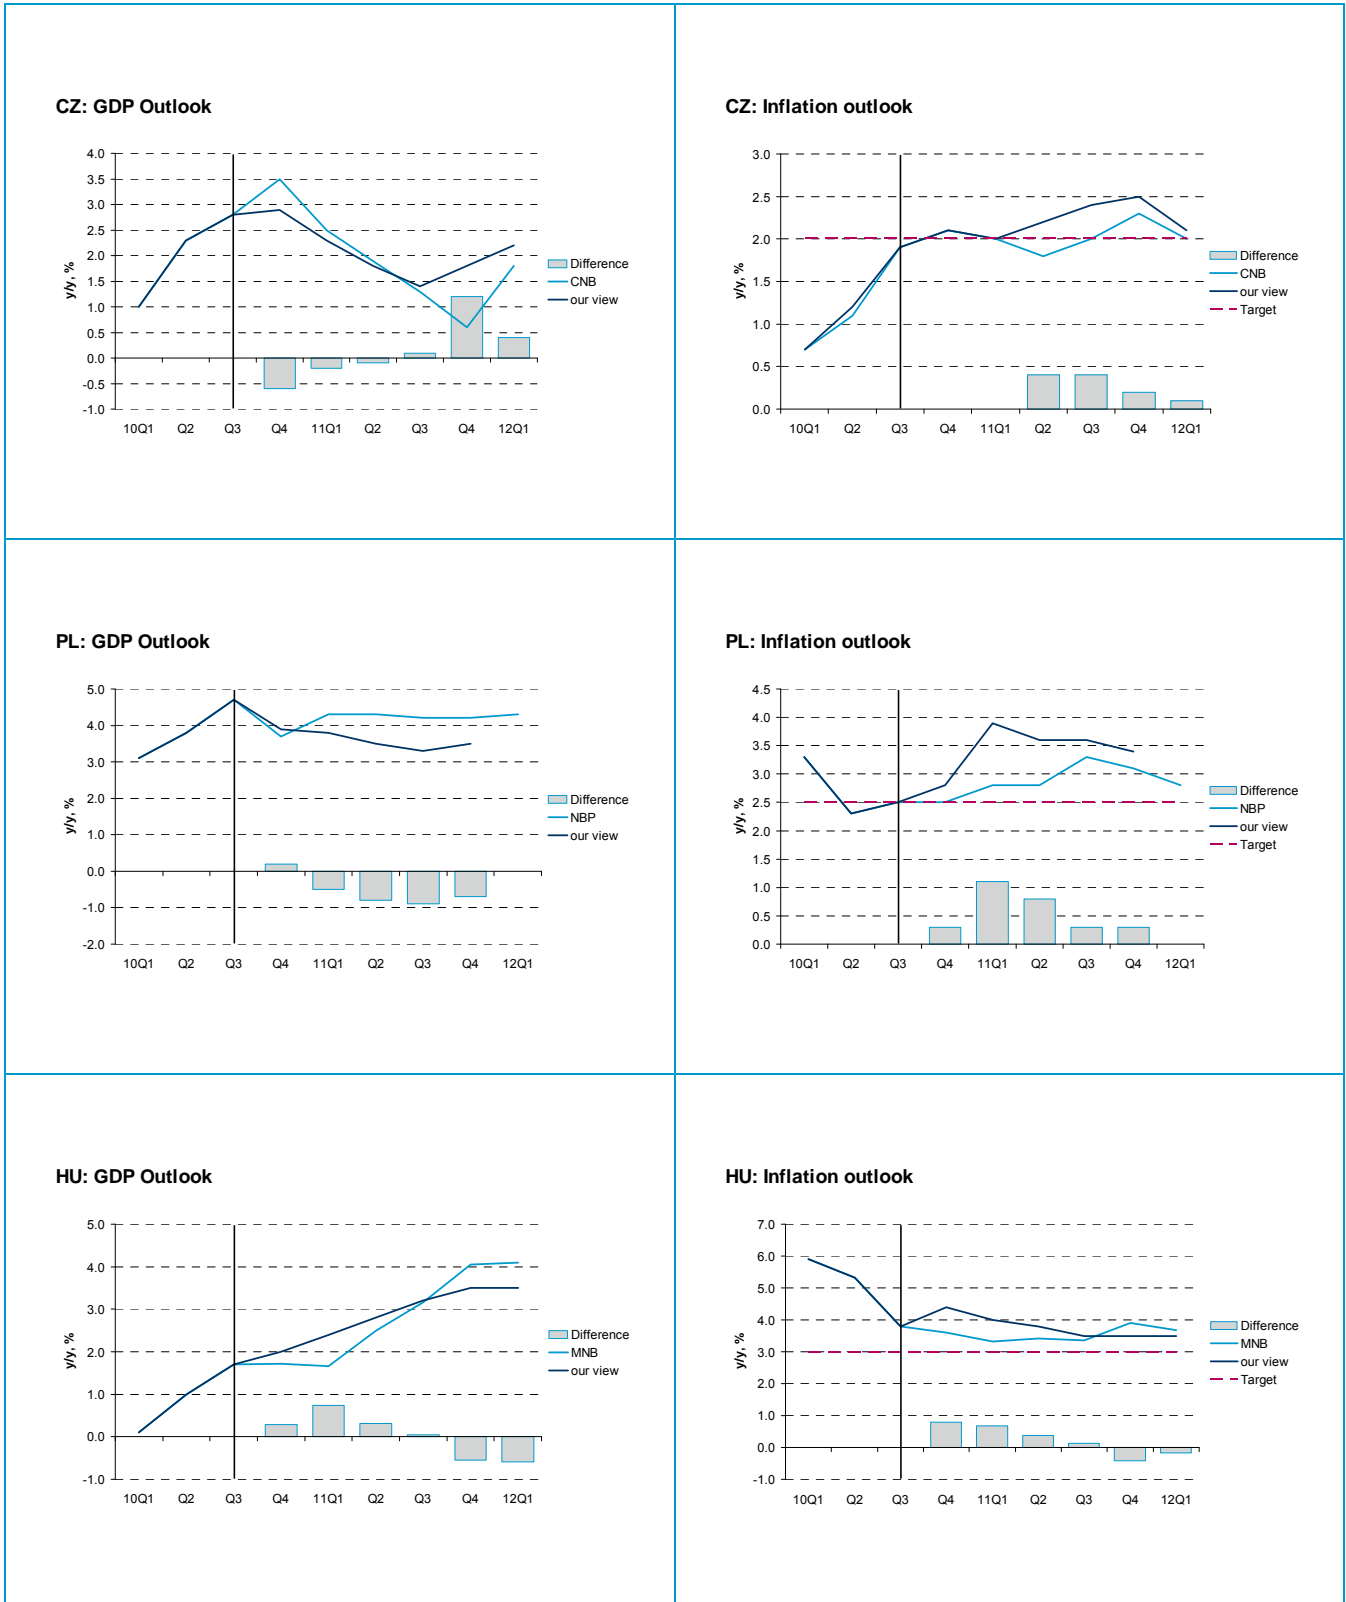 CZ: GDP Outlook
4.0
3.5
3.0
2.5
2.0
1.5
1.0
0.5
0.0
-0.5
-1.0
y/y, %
10Q1 Q2 Q3 Q4 11Q1 Q2 Q3 Q4 12Q1
Difference
CNB
our view
CZ: Inflation outlook
3.0
2.5
2.0
1.5
1.0
0.5
0.0
y/y, %
10Q1 Q2 Q3 Q4 11Q1 Q2 Q3 Q4 12Q1
Difference
CNB
our view
Target
PL: GDP Outlook
5.0
4.0
3.0
2.0
1.0
0.0
-1.0
-2.0
y/y, %
10Q1 Q2 Q3 Q4 11Q1 Q2 Q3 Q4 12Q1
Difference
NBP
our view
PL: Inflation outlook
4.5
4.0
3.5
3.0
2.5
2.0
1.5
1.0
0.5
0.0
y/y, %
10Q1 Q2 Q3 Q4 11Q1 Q2 Q3 Q4 12Q1
Difference
NBP
our view
Target
HU: GDP Outlook
5.0
4.0
3.0
2.0
1.0
0.0
-1.0
y/y, %
10Q1 Q2 Q3 Q4 11Q1 Q2 Q3 Q4 12Q1
Difference
MNB
our view
HU: Inflation outlook
7.0
6.0
5.0
4.0
3.0
2.0
1.0
0.0
-1.0
y/y, %
10Q1 Q2 Q3 Q4 11Q1 Q2 Q3 Q4 12Q1
Difference
MNB
our view
Target